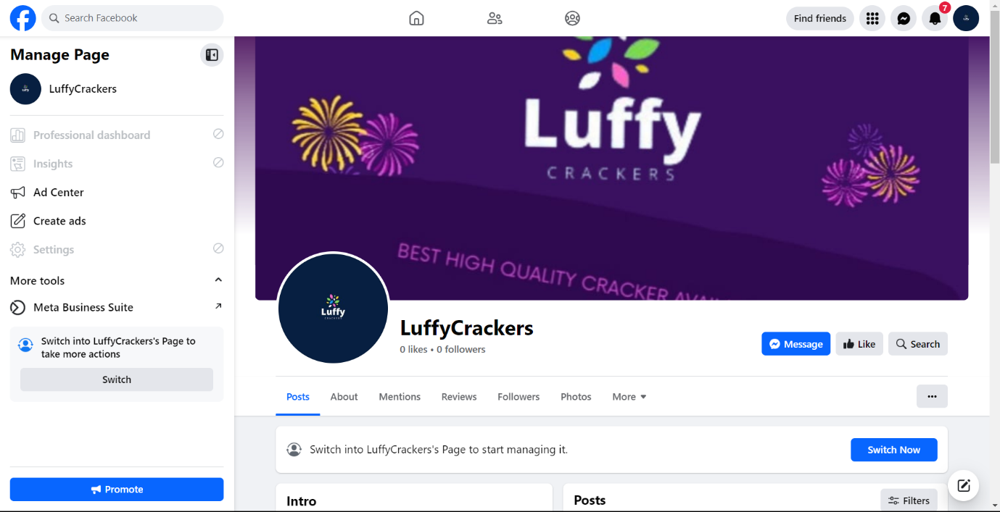 Search Facebook
Find friends
7
Manage Page
LuffyCrackers
Professional dashboard
Insights
Ad Center
Create ads
Settings
More tools
Meta Business Suite
Switch into LuffyCrackers's Page to
take more actions
Switch
Promote
Luffy
CRACKERS
BEST HIGH QUALITY CRACKER
Luffy
CRACKERS
LuffyCrackers
0 likes • 0 followers
Message
Like
Search
Posts
About
Mentions
Reviews
Followers
Photos
More
Switch into LuffyCrackers's Page to start managing it.
Switch Now
Intro
Posts
Filters